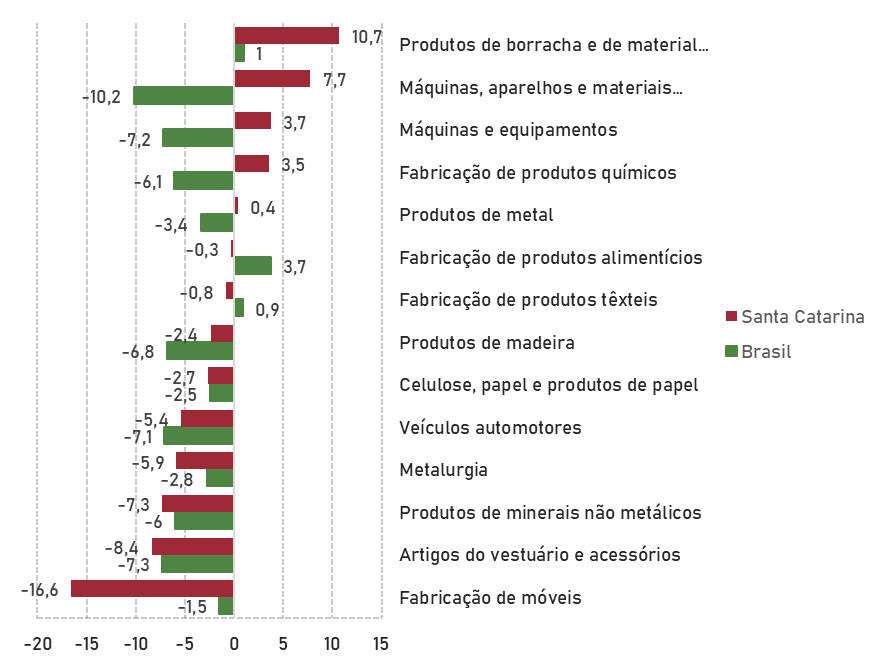 10,7
1
Produtos de borracha e de material...
7,7
-10,2
Máquinas, aparelhos e materiais...
3,7
-7,2
Máquinas e equipamentos
3,5
-6,1
Fabricação de produtos químicos
0,4
-3,4
Produtos de metal
-0,3
3,7
Fabricação de produtos alimentícios
-0,8
0,9
Fabricação de produtos têxteis
-2,4
-6,8
Produtos de madeira
-2,7
-2,5
Celulose, papel e produtos de papel
-5,4
-7,1
Veículos automotores
-5,9
-2,8
Metalurgia
-7,3
-6
Produtos de minerais não metálicos
-8,4
-7,3
Artigos do vestuário e acessórios
-16,6
-1,5
Fabricação de móveis
-20 -15 -10 -5 0 5 10 15
Santa Catarina
Brasil